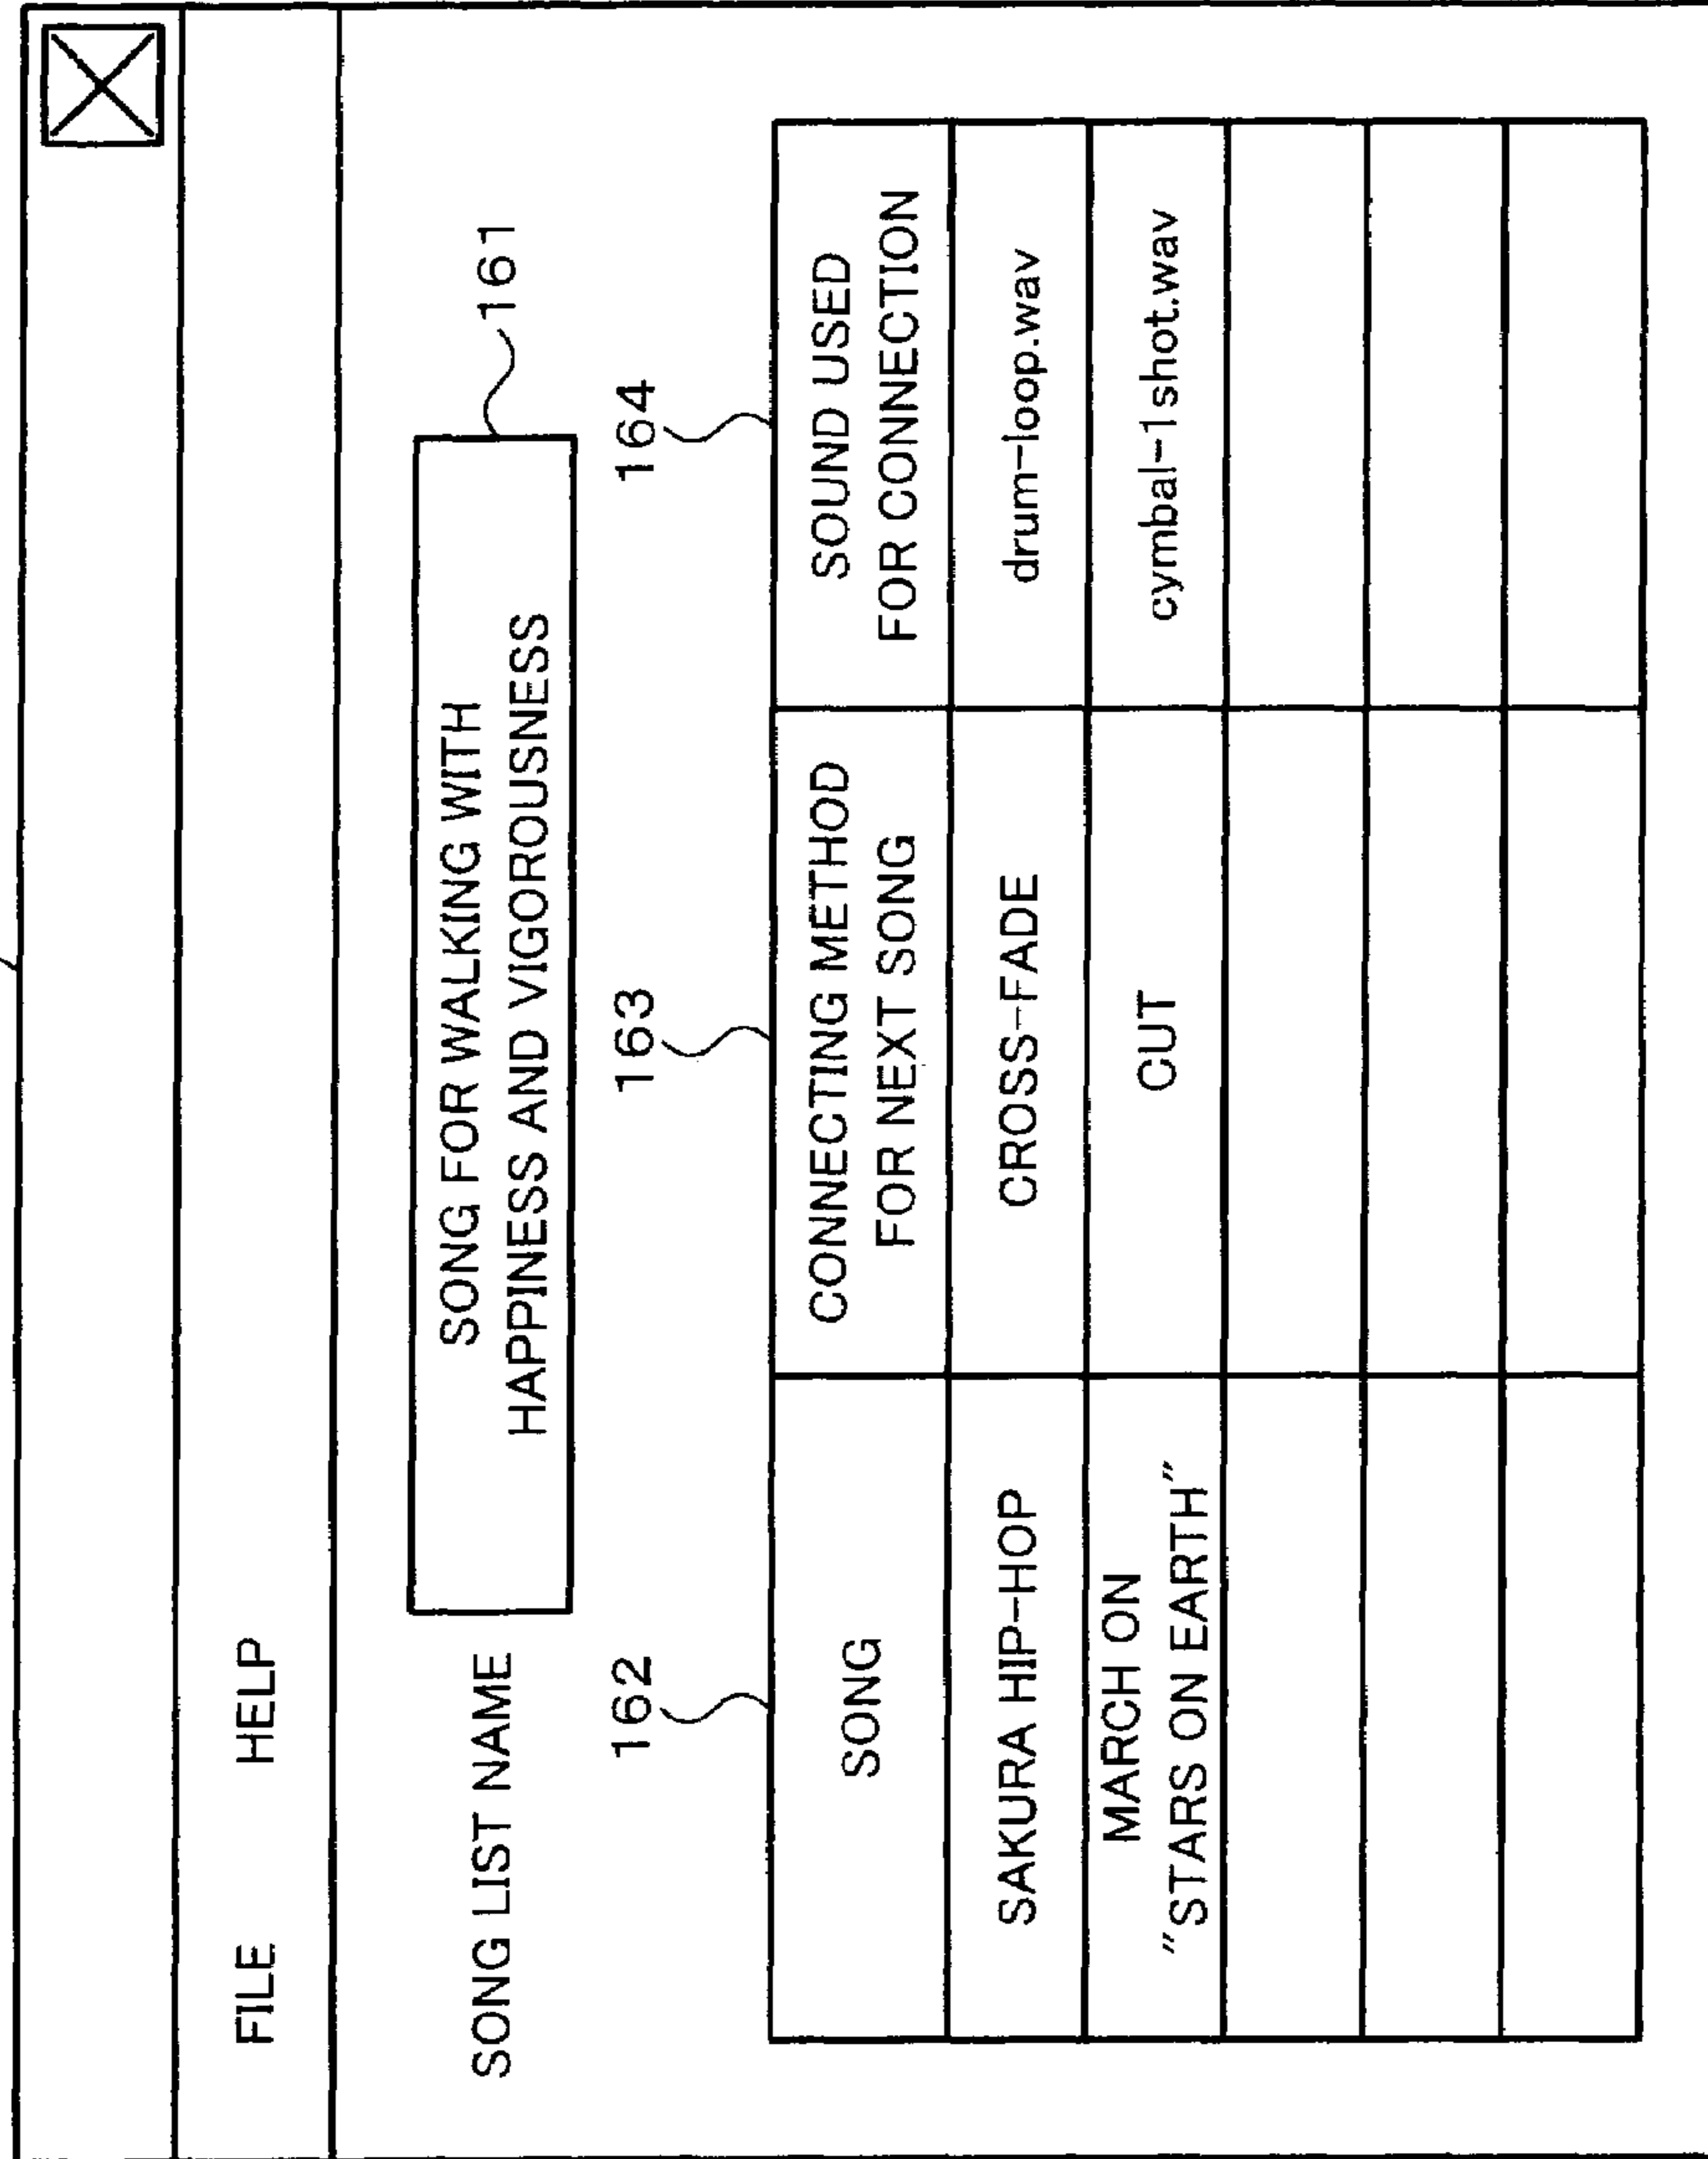 FILE HELP
161
SONG LIST NAME
SONG FOR WALKING WITH
HAPPINESS AND VIGOROUSNESS
162 163 164
SONG
CONNECTING METHOD
FOR NEXT SONG
SOUND USED
FOR CONNECTION
SAKURA HIP-HOP
CROSS-FADE
drum-loop.wav
MARCH ON
"STARS ON EARTH"
CUT
cymbal-1shot.wav